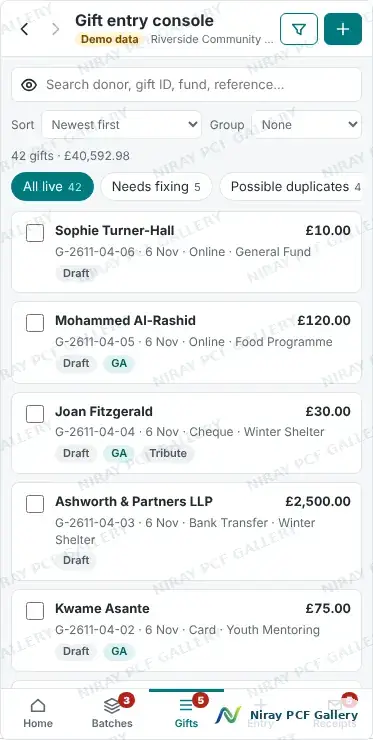 Gift entry console
Demo data · Riverside Community ...
Search donor, gift ID, fund, reference...
Sort Newest first Group None
42 gifts · £40,592.98
All live 42 Needs fixing 5 Possible duplicates 4
Sophie Turner-Hall £10.00
G-2611-04-06 · 6 Nov · Online · General Fund
Draft
Mohammed Al-Rashid £120.00
G-2611-04-05 · 6 Nov · Online · Food Programme
Draft GA
Joan Fitzgerald £30.00
G-2611-04-04 · 6 Nov · Cheque · Winter Shelter
Draft GA Tribute
Ashworth & Partners LLP £2,500.00
G-2611-04-03 · 6 Nov · Bank Transfer · Winter
Shelter
Draft
Kwame Asante £75.00
G-2611-04-02 · 6 Nov · Card · Youth Mentoring
Draft GA
3 5
Home Batches Gifts Entry Receipts
Niray PCF Gallery
NIRAY PCF GALLERY